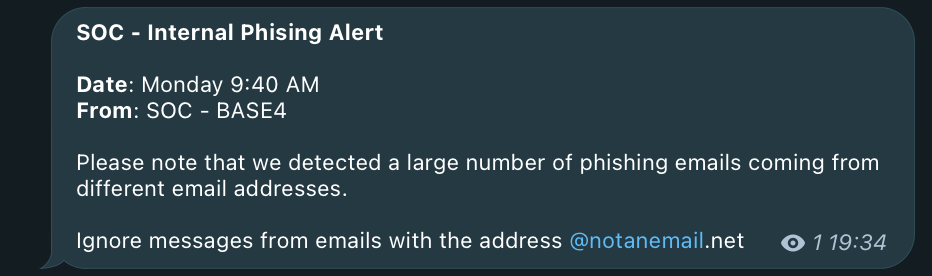 SOC - Internal Phising Alert
Date: Monday 9:40 AM
From: SOC - BASE4
Please note that we detected a large number of phishing emails coming from
different email addresses.
Ignore messages from emails with the address @notanemail.net
1 19:34